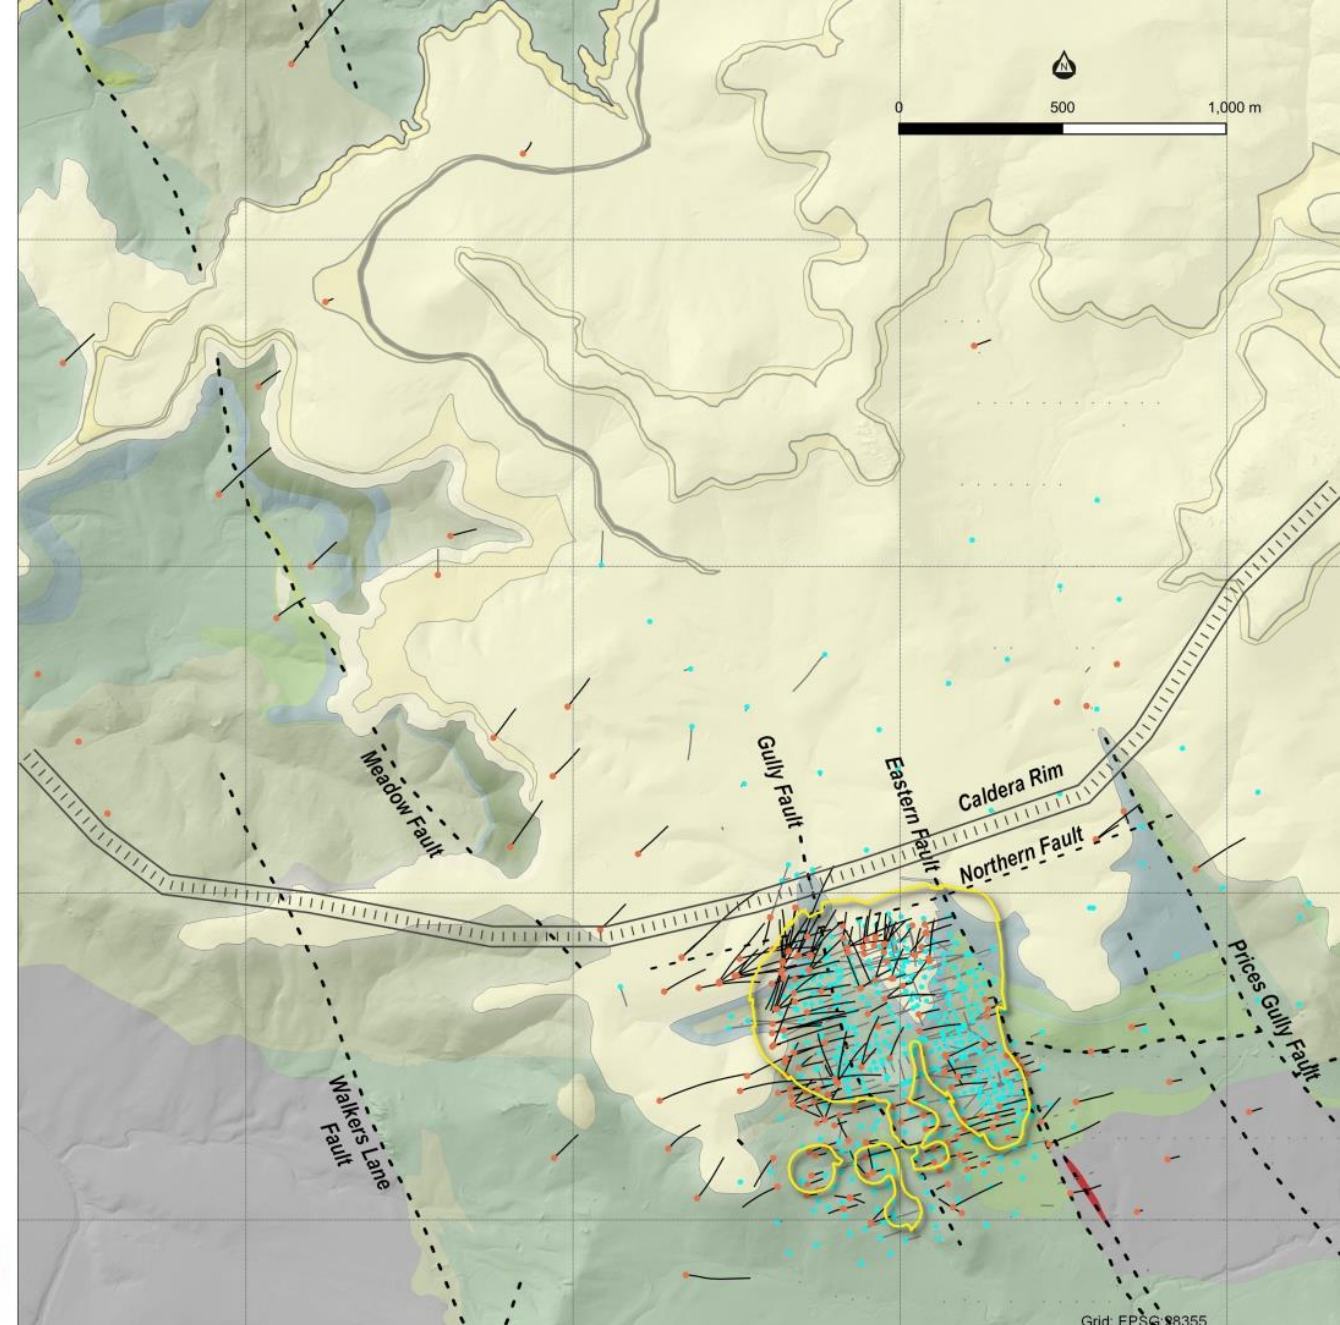 N
0 500 1,000 m
Gully Fault
Eastern Fault
Caldera Rim
Northern Fault
Meadow Fault
Prices Gully Fault
Walkers Lane
Fault
Grid: EPSG:28355